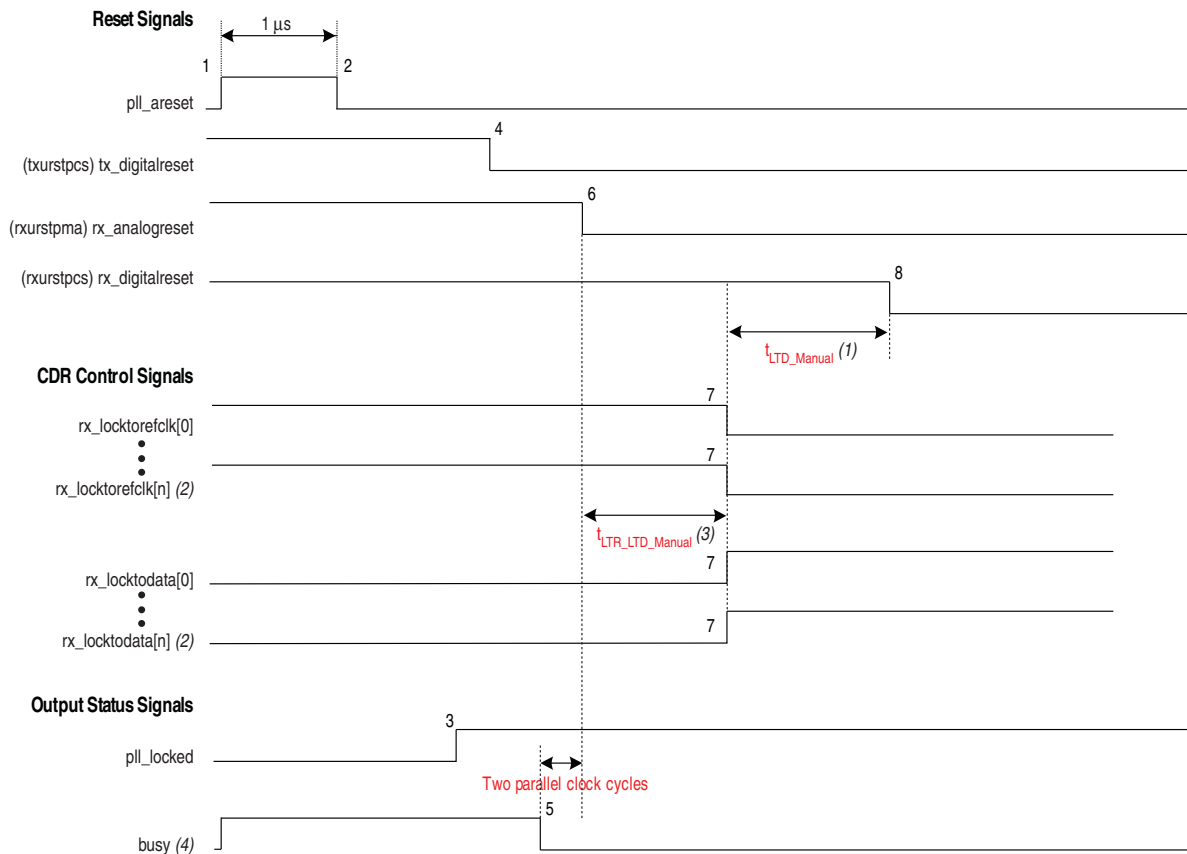 Reset Signals
1 μs
1
2
pll_areset
4
(txurstpcs) tx_digitalreset
6
(rxurstpma) rx_analogreset
(rxurstpcs) rx_digitalreset
8
tLTD_Manual (1)
CDR Control Signals
7
rx_locktorefclk[0]
7
rx_locktorefclk[n] (2)
tLTR_LTD_Manual (3)
7
rx_locktodata[0]
7
rx_locktodata[n] (2)
Output Status Signals
3
pll_locked
Two parallel clock cycles
5
busy (4)